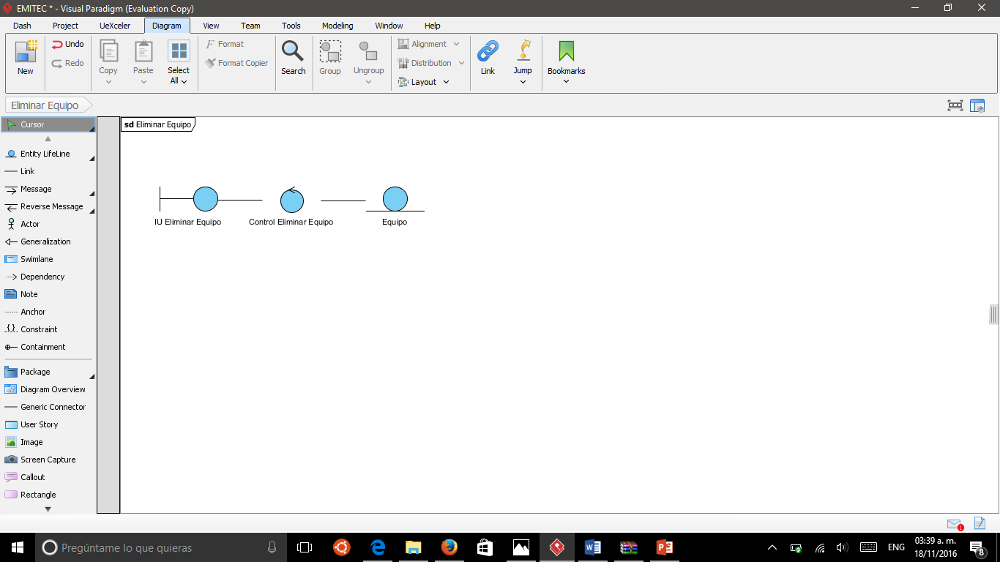 EMITEC * - Visual Paradigm (Evaluation Copy)
Dash Project UeXceler Diagram View Team Tools Modeling Window Help
New
Copy
Paste
Select All
Undo
Redo
Format
Format Copier
Search
Group
Ungroup
Alignment
Distribution
Layout
Link
Jump
Bookmarks
Eliminar Equipo
Cursor
Entity LifeLine
Link
Message
Reverse Message
Actor
Generalization
Swimlane
Dependency
Note
Anchor
Constraint
Containment
Package
Diagram Overview
Generic Connector
User Story
Image
Screen Capture
Callout
Rectangle
sd Eliminar Equipo
IU Eliminar Equipo Control Eliminar Equipo Equipo
1
Pregúntame lo que quieras
ENG
03:39 a. m.
18/11/2016
8